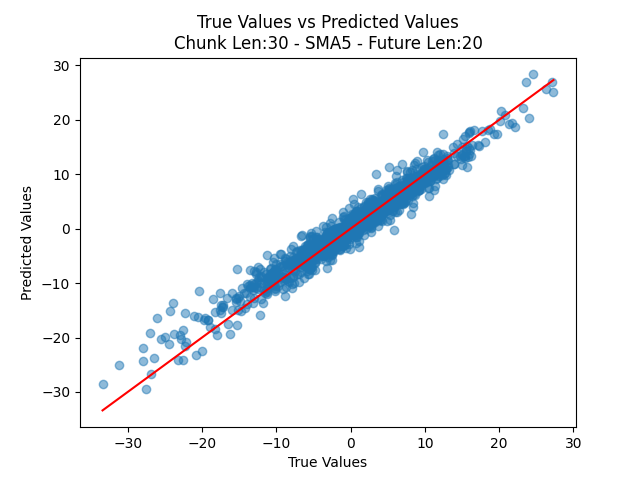 True Values vs Predicted Values
Chunk Len:30 - SMA5 - Future Len:20
30
20
10
0
−10
−20
−30
Predicted Values
−30 −20 −10 0 10 20 30
True Values